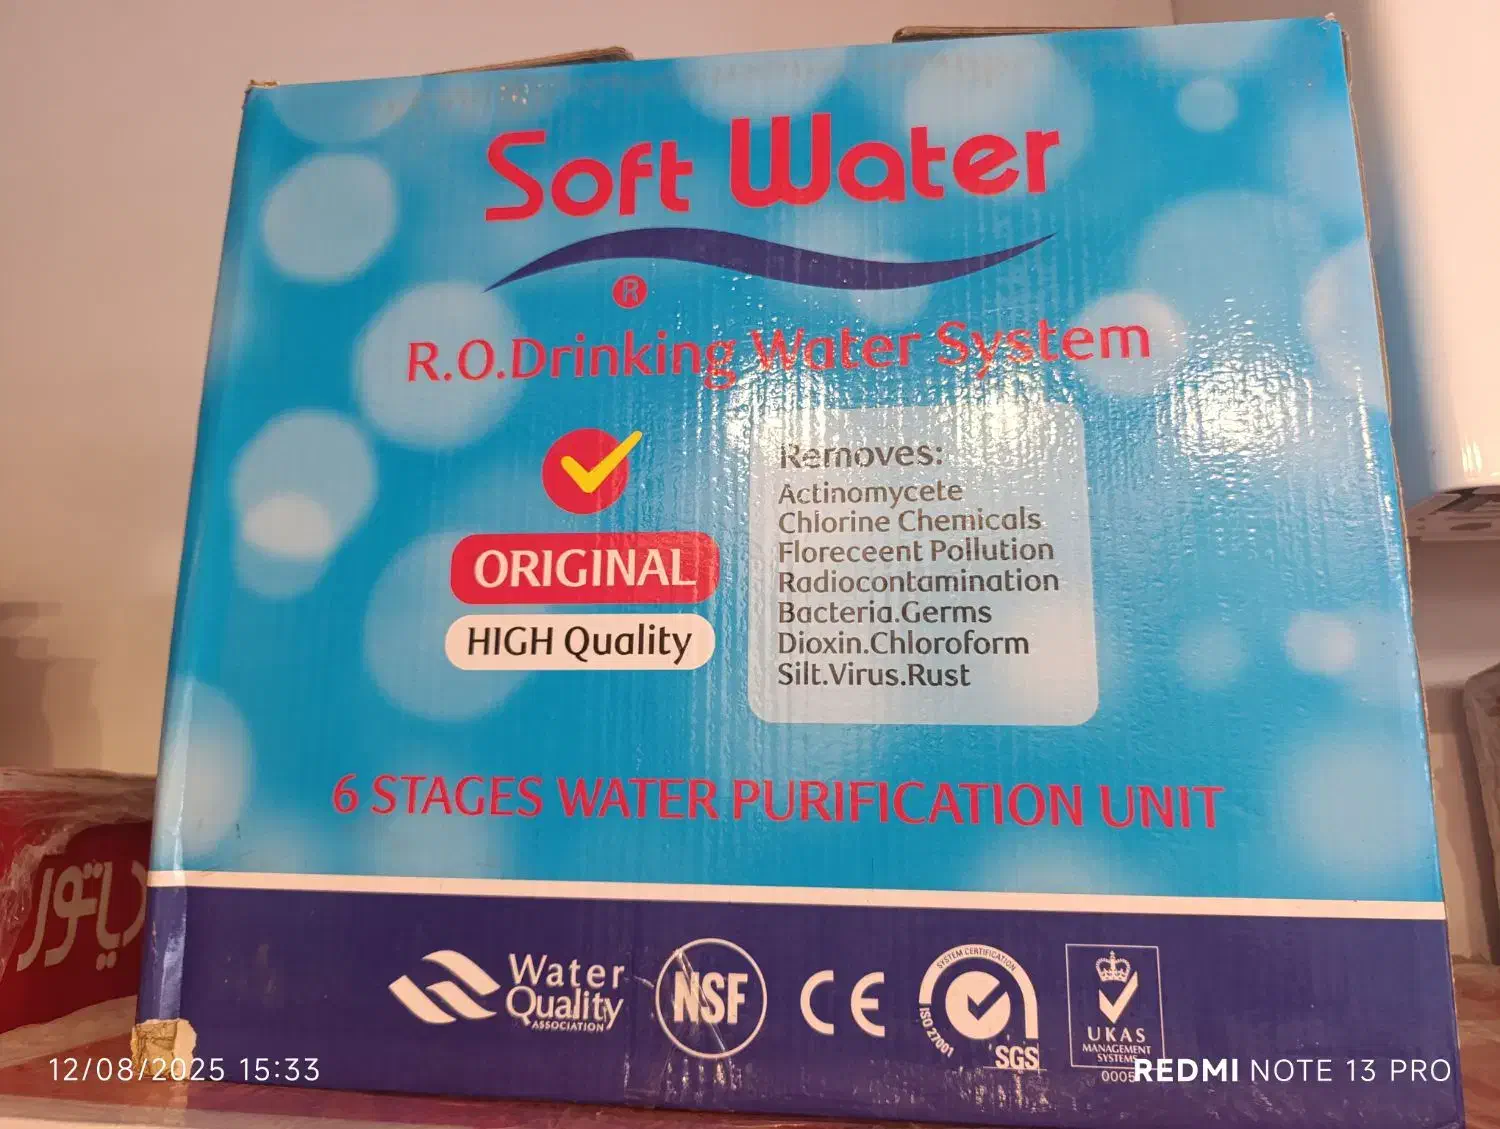 Soft Water
®
R.O.Drinking Water System
ORIGINAL
HIGH Quality
Removes:
Actinomycete
Chlorine Chemicals
Floreceent Pollution
Radiocontamination
Bacteria.Germs
Dioxin.Chloroform
Silt.Virus.Rust
6 STAGES WATER PURIFICATION UNIT
Water
Quality
ASSOCIATION
NSF
CE
SYSTEM CERTIFICATION
ISO 27001
SGS
UKAS
MANAGEMENT
SYSTEMS
0005
12/08/2025 15:33
REDMI NOTE 13 PRO